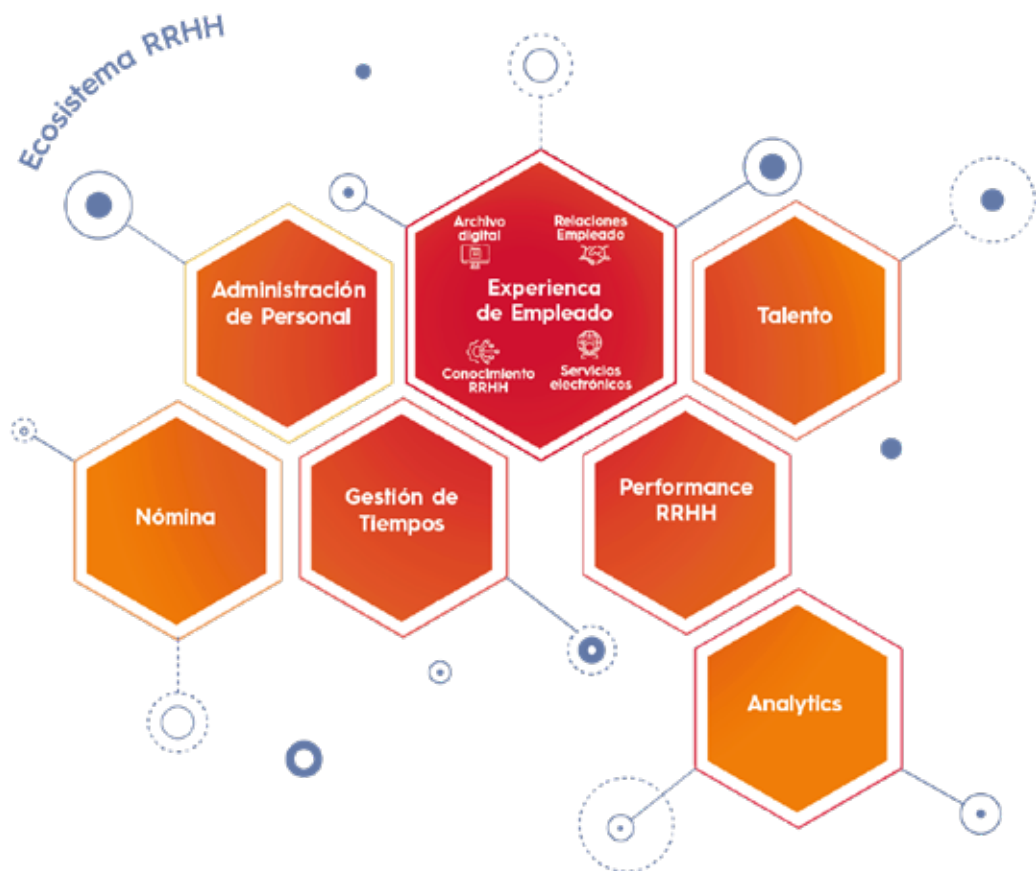 Ecosistema RRHH
Archivo
digital
Relaciones
Empleado
Experienca
de Empleado
Conocimiento
RRHH
Servicios
electrónicos
Administración
de Personal
Talento
Nómina
Gestión de
Tiempos
Performance
RRHH
Analytics